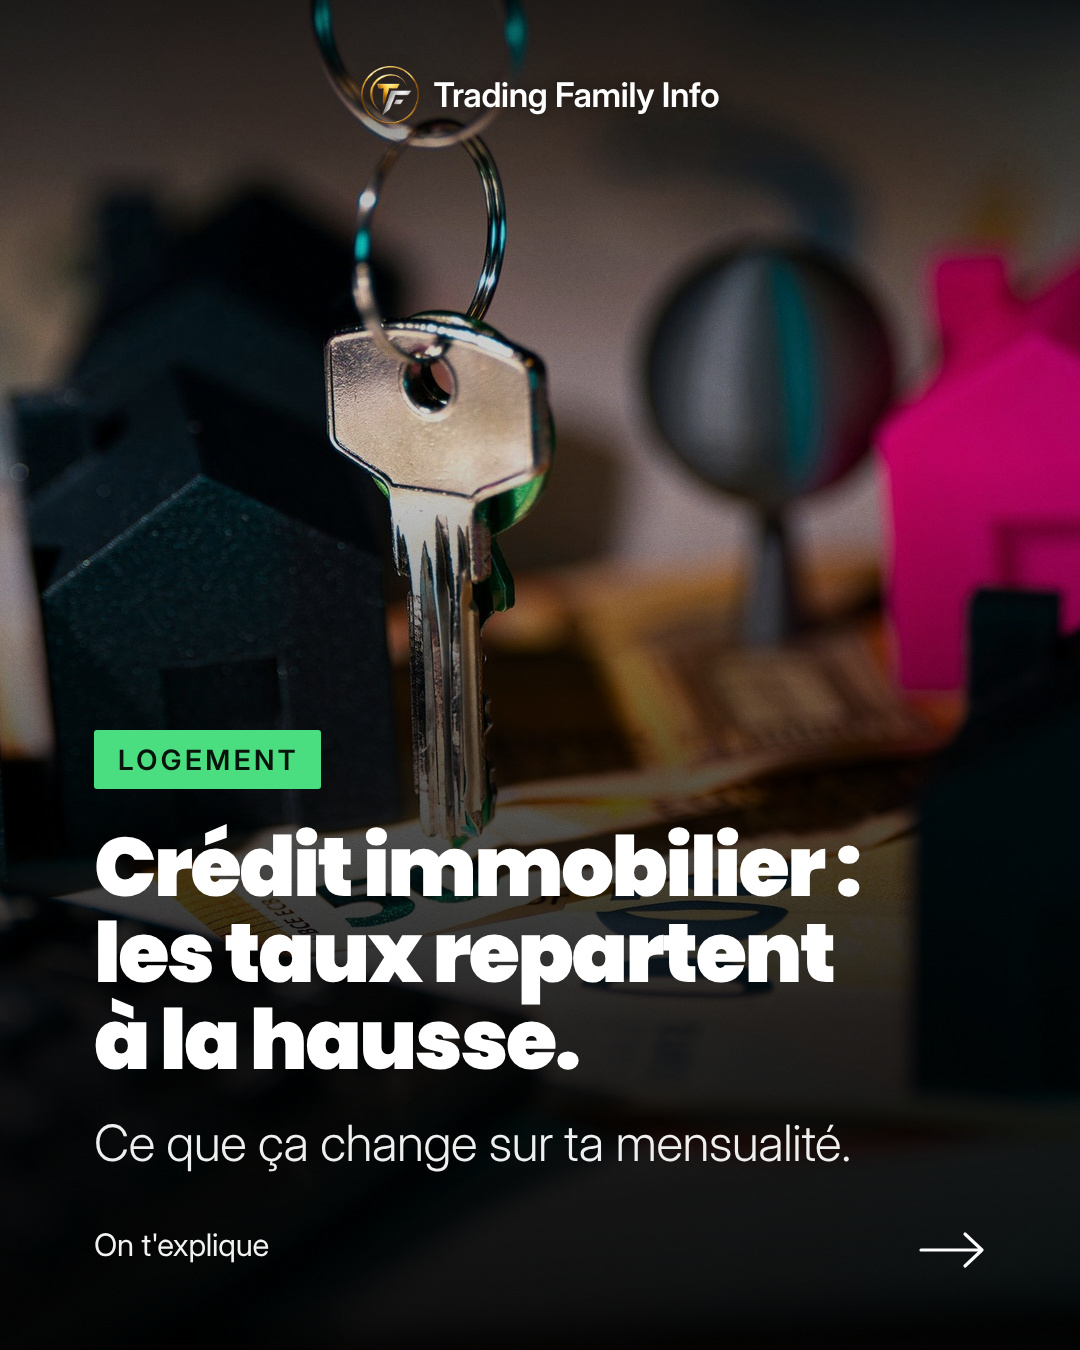 TF Trading Family Info
LOGEMENT
Crédit immobilier :
les taux repartent
à la hausse.
Ce que ça change sur ta mensualité.
On t'explique